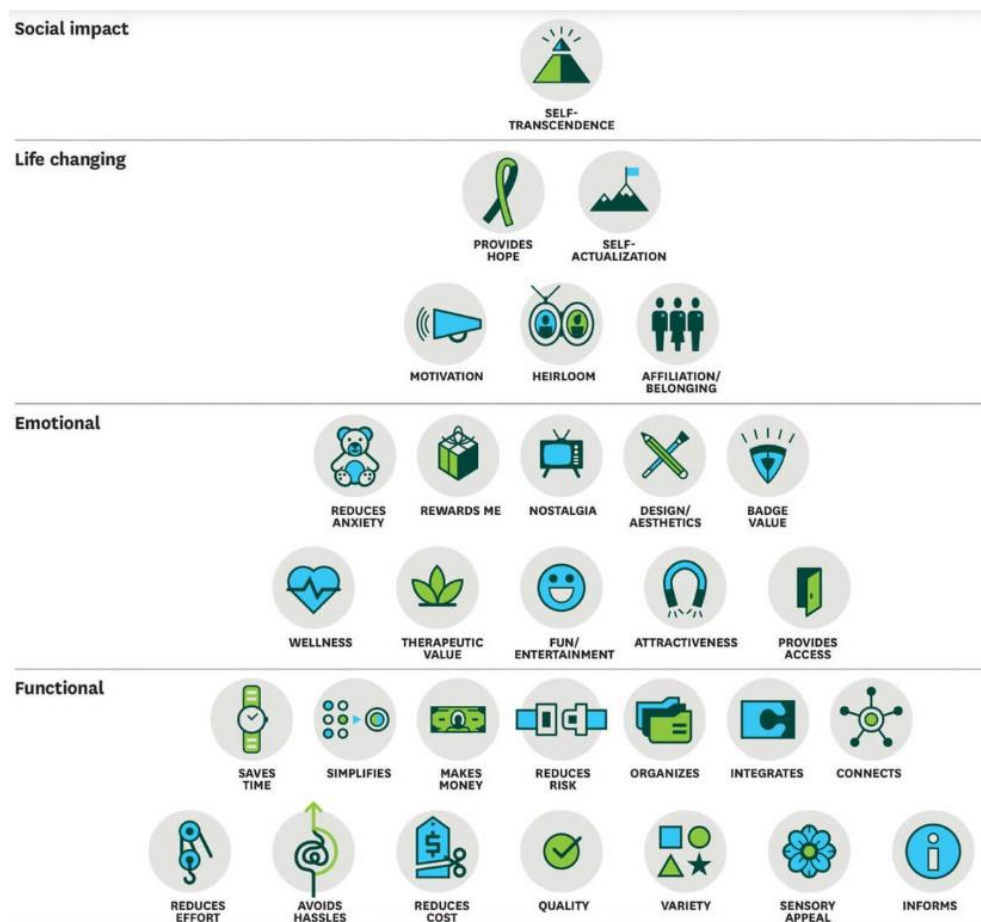 Social impact
SELF-
TRANSCENDENCE
Life changing
PROVIDES
HOPE
SELF-
ACTUALIZATION
MOTIVATION
HEIRLOOM
AFFILIATION/
BELONGING
Emotional
REDUCES
ANXIETY
REWARDS ME
NOSTALGIA
DESIGN/
AESTHETICS
BADGE
VALUE
WELLNESS
THERAPEUTIC
VALUE
FUN/
ENTERTAINMENT
ATTRACTIVENESS
PROVIDES
ACCESS
Functional
SAVES
TIME
SIMPLIFIES
MAKES
MONEY
REDUCES
RISK
ORGANIZES
INTEGRATES
CONNECTS
REDUCES
EFFORT
AVOIDS
HASSLES
$
REDUCES
COST
QUALITY
VARIETY
SENSORY
APPEAL
i
INFORMS